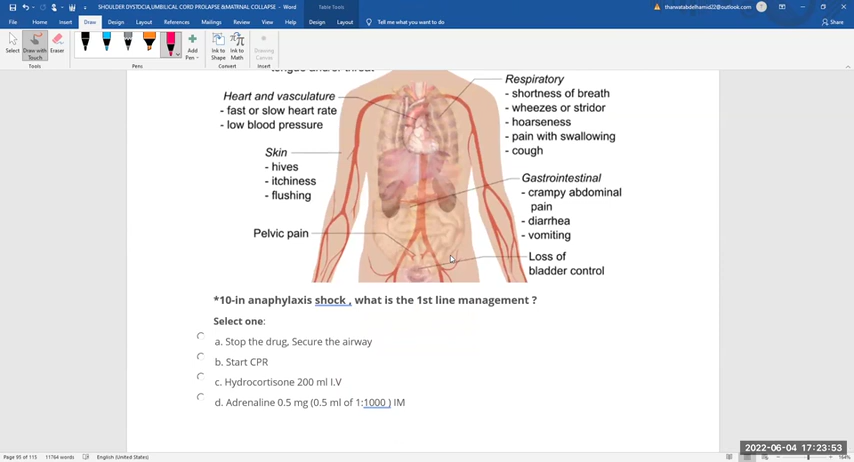 SHOULDER DYSTOCIA,UMBILICAL CORD PROLAPSE &MATERNAL COLLAPSE - Word
Table Tools
tharwatabdelhamid22@outlook.com
File Home Insert Draw Design Layout References Mailings Review View Help Design Layout Tell me what you want to do
Share
Select Draw with Touch Eraser Add Pen Ink to Shape Ink to Math Drawing Canvas
Tools Pens Convert Insert
Heart and vasculature
- fast or slow heart rate
- low blood pressure
Skin
- hives
- itchiness
- flushing
Pelvic pain
Respiratory
- shortness of breath
- wheezes or stridor
- hoarseness
- pain with swallowing
- cough
Gastrointestinal
- crampy abdominal
pain
- diarrhea
- vomiting
Loss of
bladder control
*10-in anaphylaxis shock , what is the 1st line management ?
Select one:
a. Stop the drug, Secure the airway
b. Start CPR
c. Hydrocortisone 200 ml I.V
d. Adrenaline 0.5 mg (0.5 ml of 1:1000 ) IM
2022-06-04 17:23:53
Page 95 of 115 11764 words English (United States)
164%